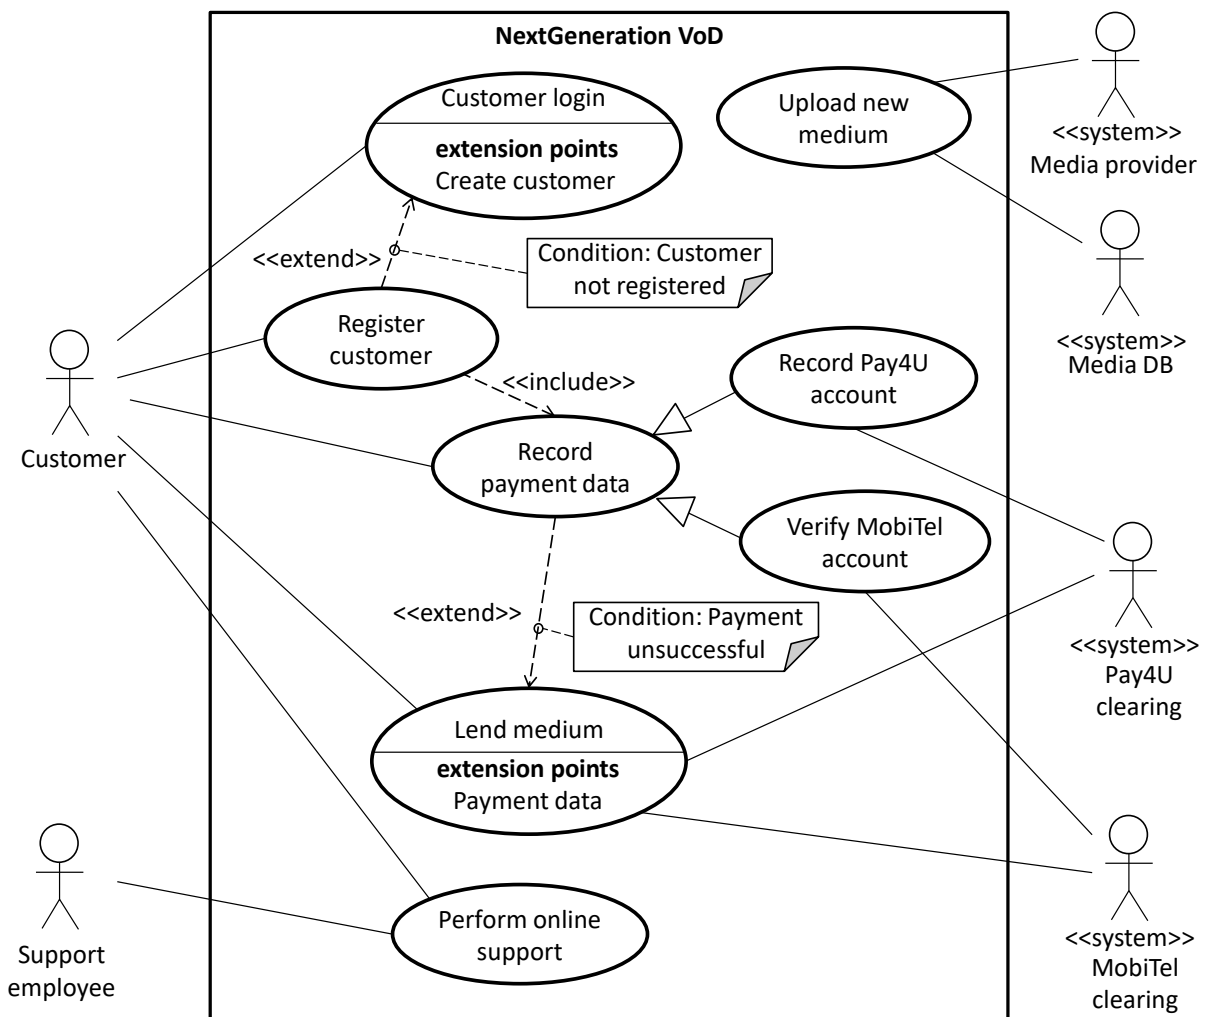 NextGeneration VoD
Customer login
extension points
Create customer
Upload new
medium
<<system>>
Media provider
<<extend>>
Condition: Customer
not registered
Register
customer
<<include>>
Record Pay4U
account
<<system>>
Media DB
Customer
Record
payment data
Verify MobiTel
account
<<extend>>
Condition: Payment
unsuccessful
<<system>>
Pay4U
clearing
Lend medium
extension points
Payment data
Perform online
support
Support
employee
<<system>>
MobiTel
clearing